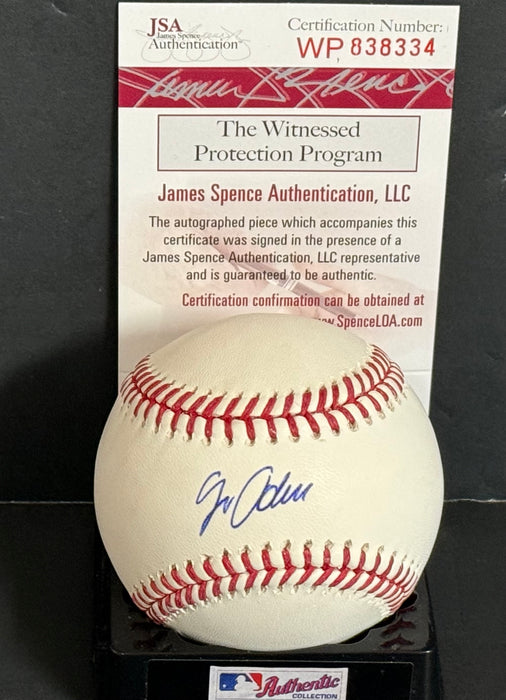 JSA
James Spence
Authentication
Certification Number:
WP 838334
James Spence
The Witnessed
Protection Program
James Spence Authentication, LLC
The autographed piece which accompanies this
certificate was signed in the presence of a
James Spence Authentication, LLC representative
and is guaranteed to be authentic.
Certification confirmation can be obtained at
SpenceLOA.com
Authentic
COLLECTION